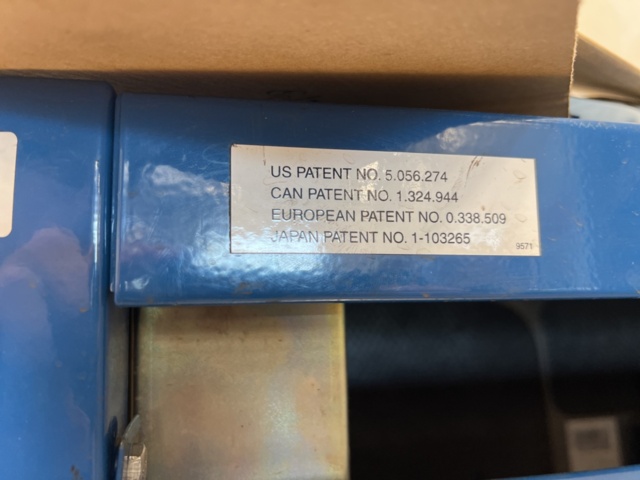 US PATENT NO. 5.056.274
CAN PATENT NO. 1.324.944
EUROPEAN PATENT NO. 0.338.509
JAPAN PATENT NO. 1-103265
9571